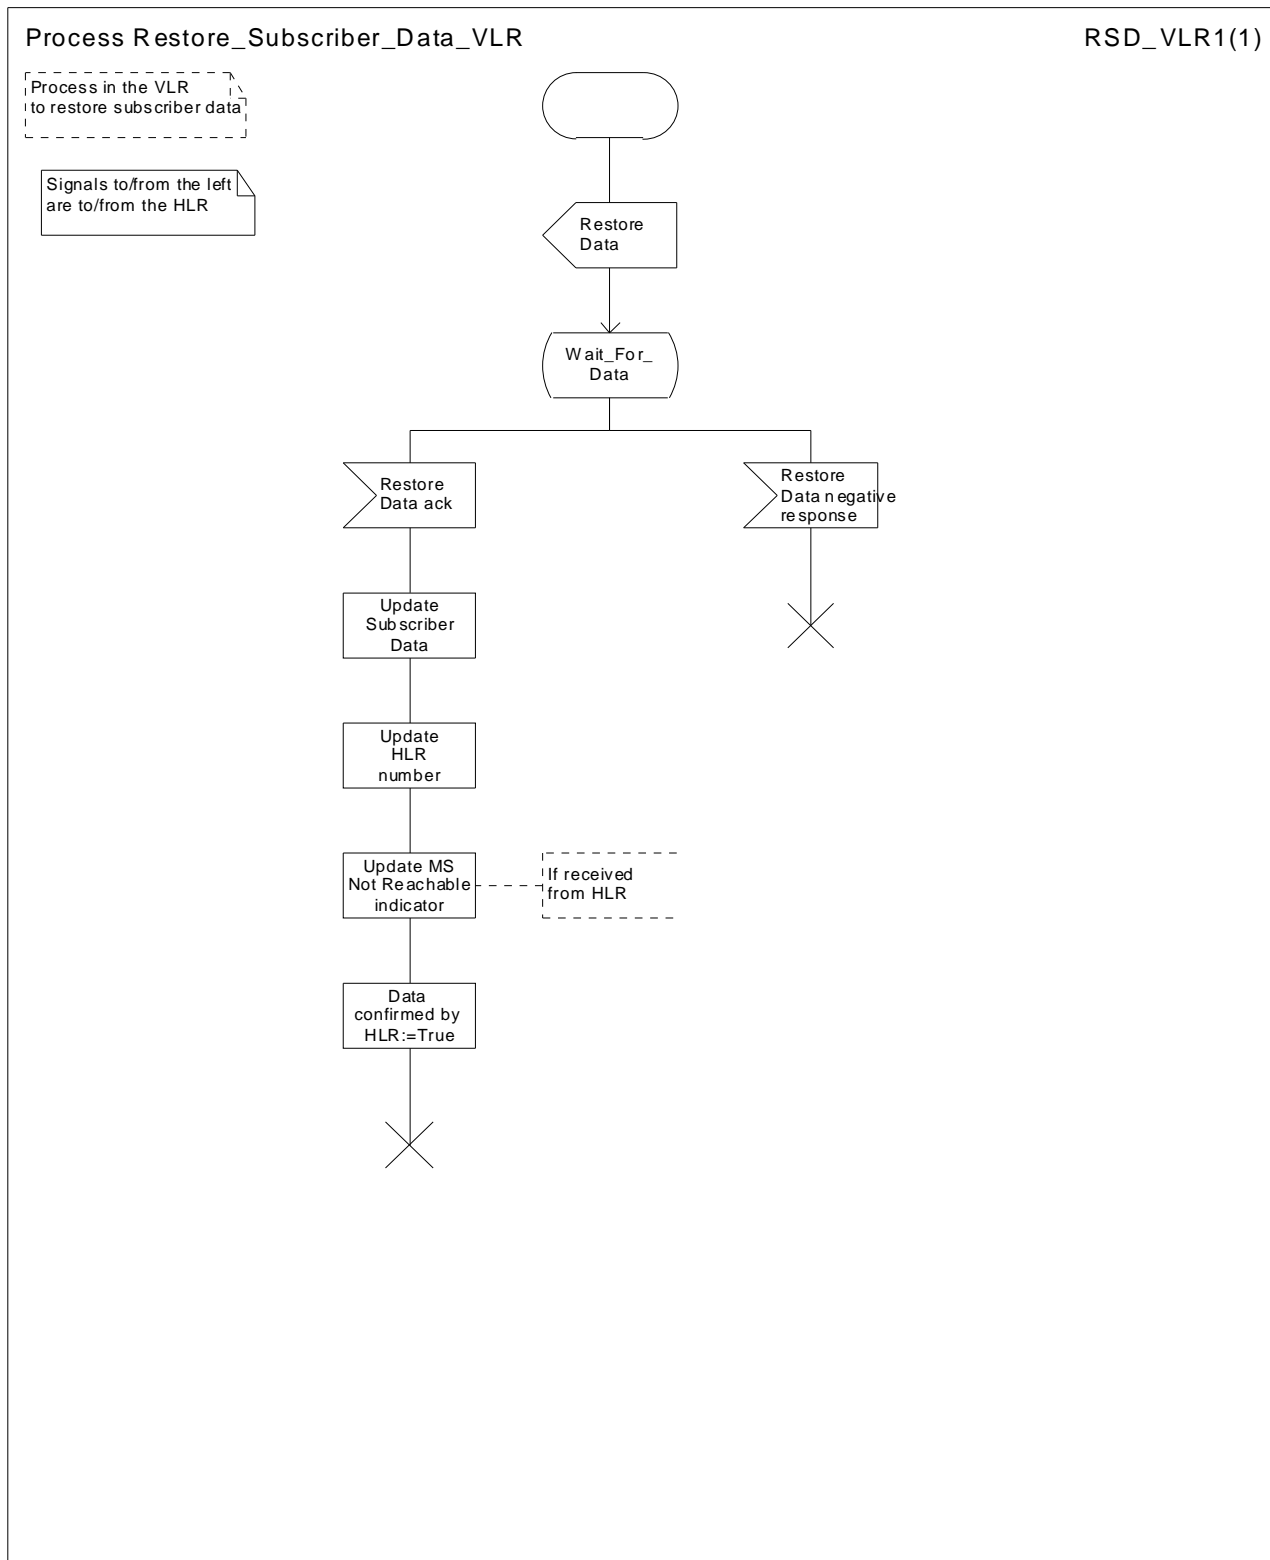 Process Restore_Subscriber_Data_VLR
RSD_VLR1(1)
Process in the VLR
to restore subscriber data
Signals to/from the left
are to/from the HLR
Restore
Data
Wait_For_
Data
Restore
Data ack
Restore
Data negative
response
Update
Subscriber
Data
Update
HLR
number
Update MS
Not Reachable
indicator
If received
from HLR
Data
confirmed by
HLR:=True